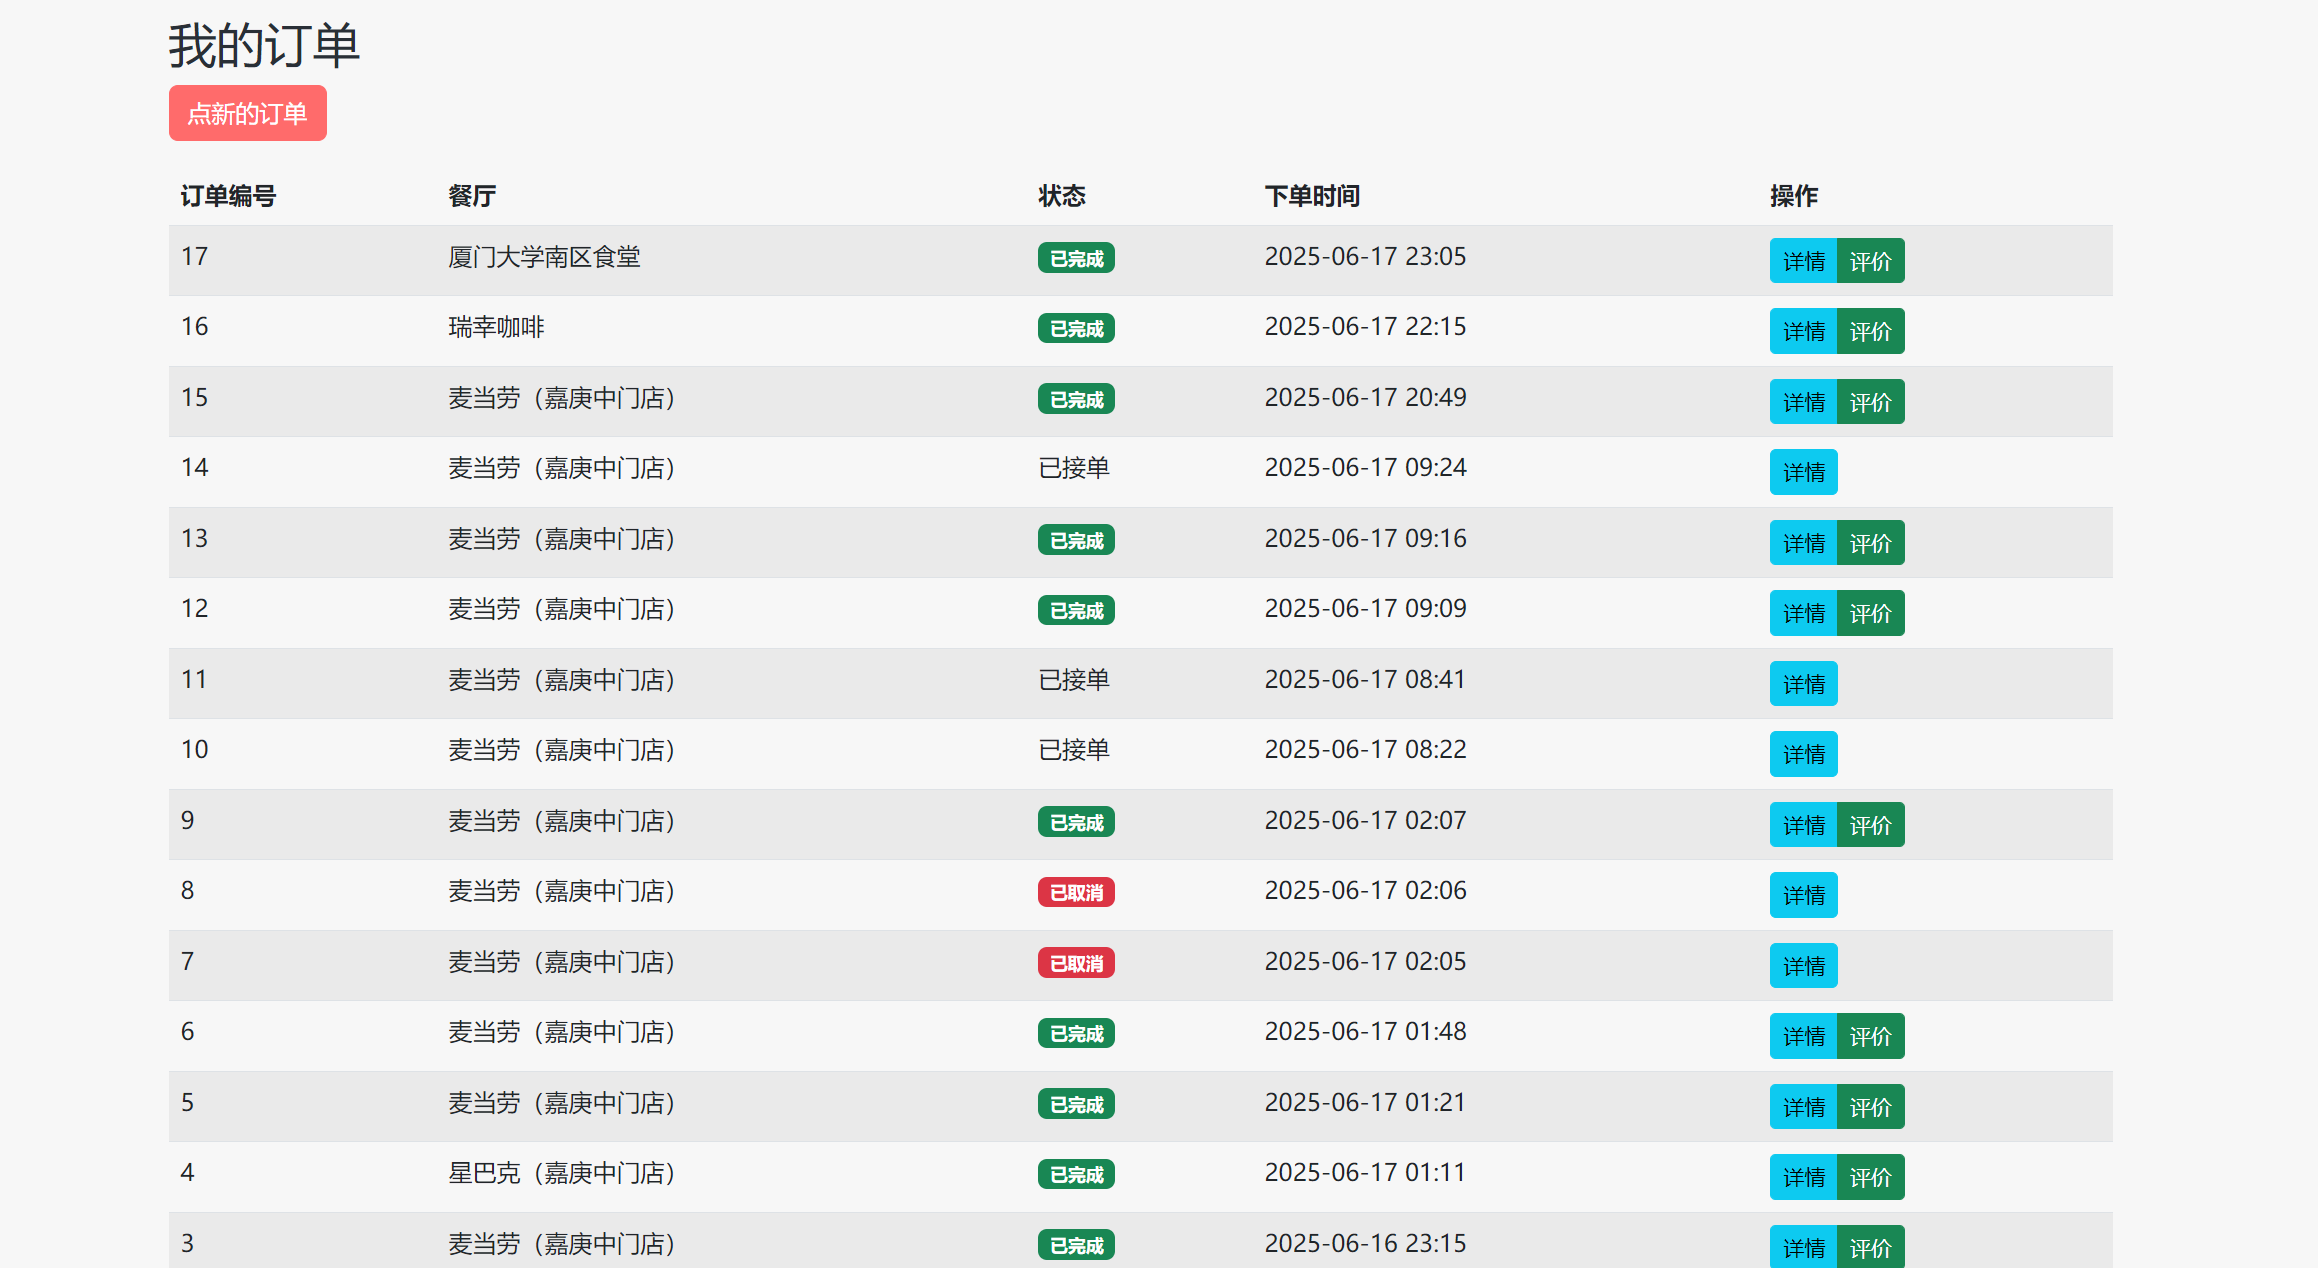 我的订单
点新的订单
订单编号 餐厅 状态 下单时间 操作
17 厦门大学南区食堂 已完成 2025-06-17 23:05 详情 评价
16 瑞幸咖啡 已完成 2025-06-17 22:15 详情 评价
15 麦当劳（嘉庚中门店） 已完成 2025-06-17 20:49 详情 评价
14 麦当劳（嘉庚中门店） 已接单 2025-06-17 09:24 详情
13 麦当劳（嘉庚中门店） 已完成 2025-06-17 09:16 详情 评价
12 麦当劳（嘉庚中门店） 已完成 2025-06-17 09:09 详情 评价
11 麦当劳（嘉庚中门店） 已接单 2025-06-17 08:41 详情
10 麦当劳（嘉庚中门店） 已接单 2025-06-17 08:22 详情
9 麦当劳（嘉庚中门店） 已完成 2025-06-17 02:07 详情 评价
8 麦当劳（嘉庚中门店） 已取消 2025-06-17 02:06 详情
7 麦当劳（嘉庚中门店） 已取消 2025-06-17 02:05 详情
6 麦当劳（嘉庚中门店） 已完成 2025-06-17 01:48 详情 评价
5 麦当劳（嘉庚中门店） 已完成 2025-06-17 01:21 详情 评价
4 星巴克（嘉庚中门店） 已完成 2025-06-17 01:11 详情 评价
3 麦当劳（嘉庚中门店） 已完成 2025-06-16 23:15 详情 评价